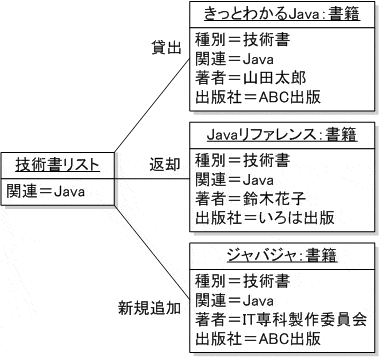 きっとわかるJava：書籍
種別＝技術書
関連＝Java
著者＝山田太郎
出版社＝ABC出版
貸出
Javaリファレンス：書籍
種別＝技術書
関連＝Java
著者＝鈴木花子
出版社＝いろは出版
技術書リスト
関連＝Java
返却
ジャバジャ：書籍
種別＝技術書
関連＝Java
著者＝IT専科製作委員会
出版社＝ABC出版
新規追加